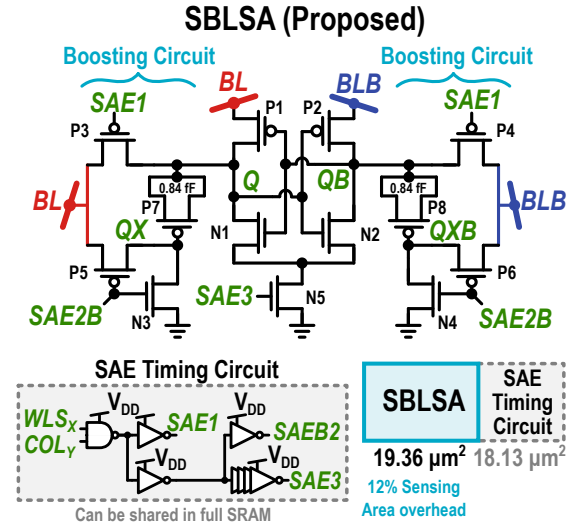 SBLSA (Proposed)
Boosting Circuit
Boosting Circuit
BL
BLB
SAE1
SAE1
P1
P2
P3
P4
0.84 fF
Q
QB
0.84 fF
BL
P7
P8
BLB
QX
N1
N2
QXB
P5
P6
SAE2B
N3
SAE3
N5
N4
SAE2B
SAE Timing Circuit
VDD
VDD
WLSX
COLY
SAE1
SAEB2
VDD
VDD
SAE3
Can be shared in full SRAM
SBLSA
SAE
Timing
Circuit
19.36 µm²
18.13 µm²
12% Sensing
Area overhead